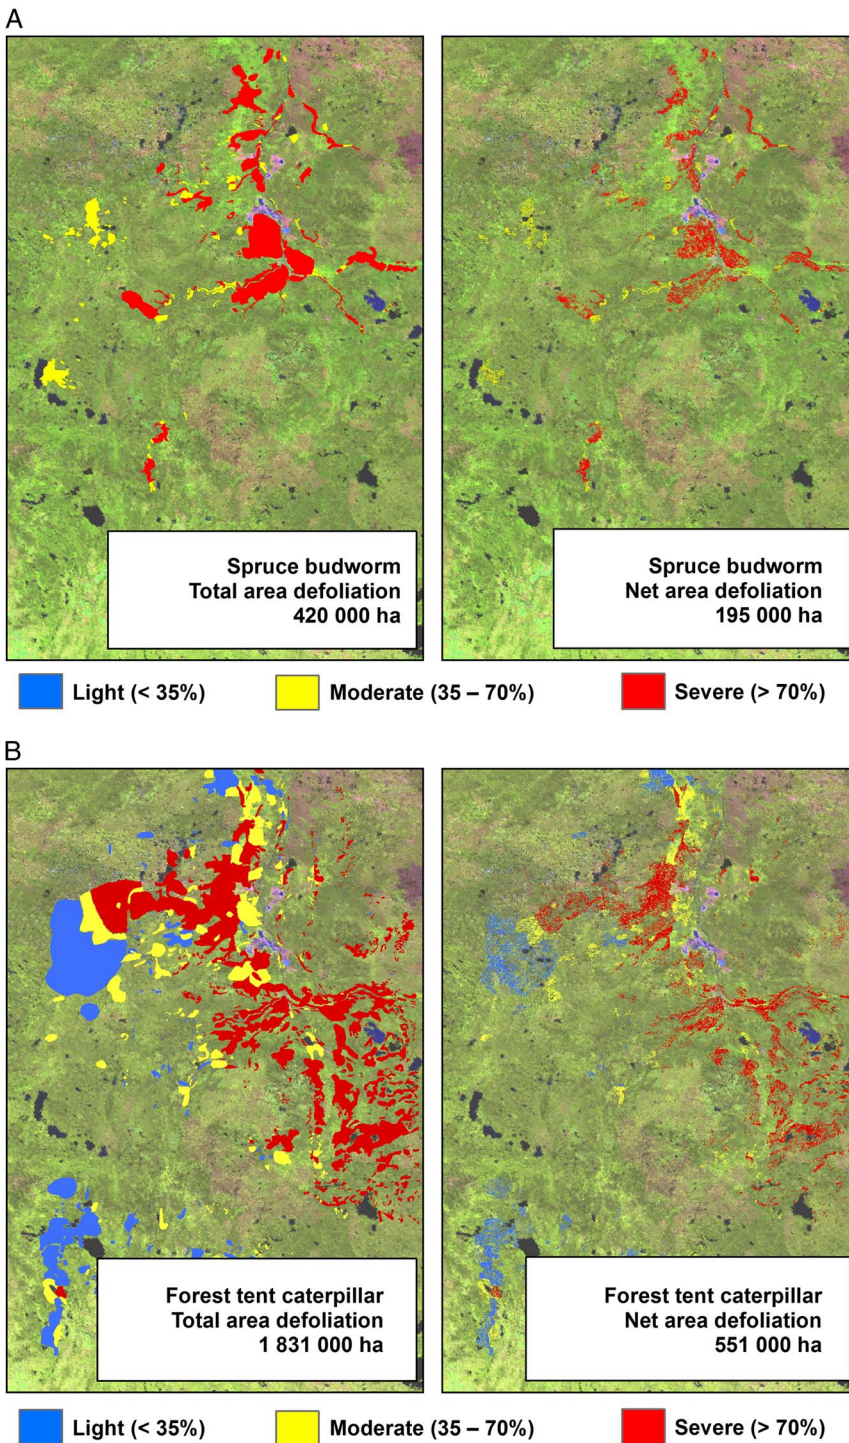 A
Spruce budworm
Total area defoliation
420 000 ha
Spruce budworm
Net area defoliation
195 000 ha
Light (< 35%)
Moderate (35 – 70%)
Severe (> 70%)
B
Forest tent caterpillar
Total area defoliation
1 831 000 ha
Forest tent caterpillar
Net area defoliation
551 000 ha
Light (< 35%)
Moderate (35 – 70%)
Severe (> 70%)